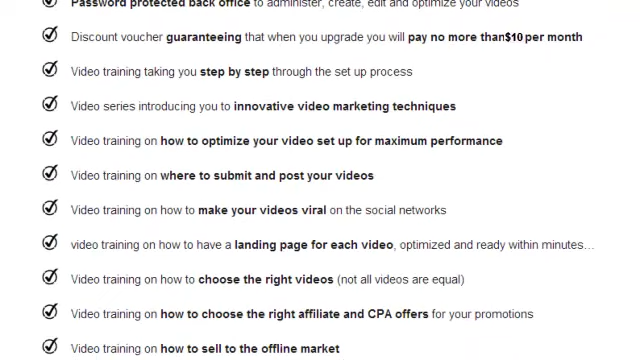 Password protected back office to administer, create, edit and optimize your videos
Discount voucher guaranteeing that when you upgrade you will pay no more than$10 per month
Video training taking you step by step through the set up process
Video series introducing you to innovative video marketing techniques
Video training on how to optimize your video set up for maximum performance
Video training on where to submit and post your videos
Video training on how to make your videos viral on the social networks
video training on how to have a landing page for each video, optimized and ready within minutes…
Video training on how to choose the right videos (not all videos are equal)
Video training on how to choose the right affiliate and CPA offers for your promotions
Video training on how to sell to the offline market